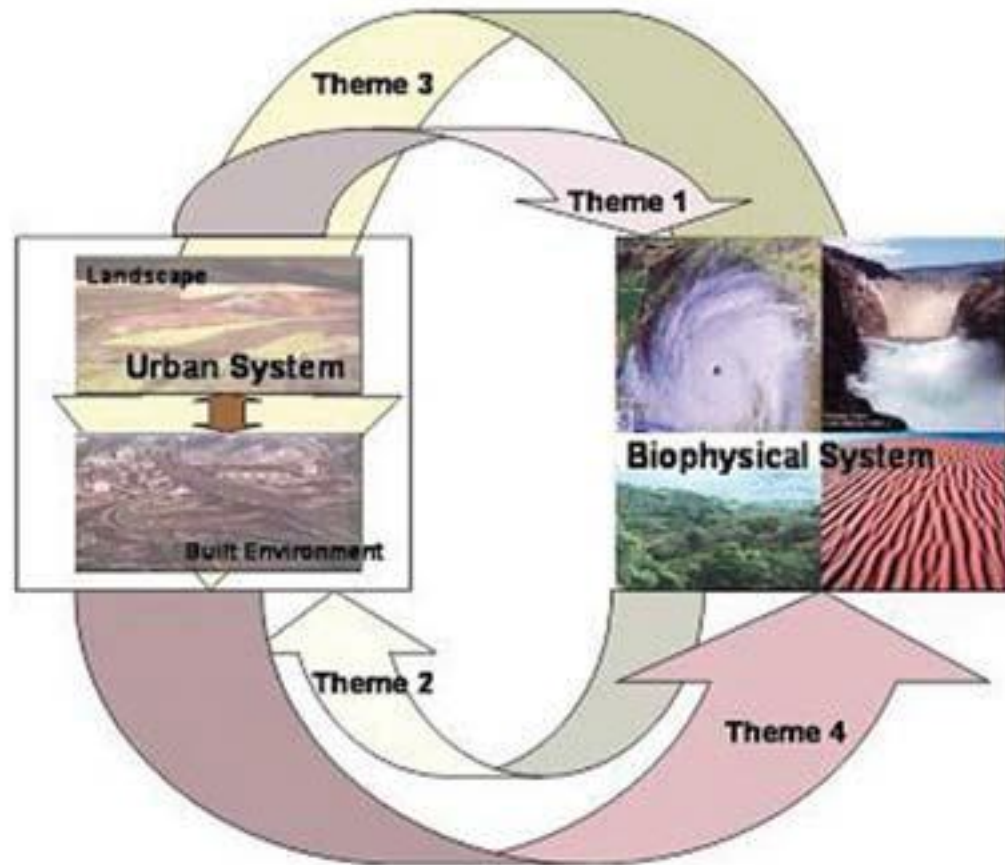 Theme 3
Theme 1
Landscape
Urban System
Biophysical System
Built Environment
Theme 2
Theme 4